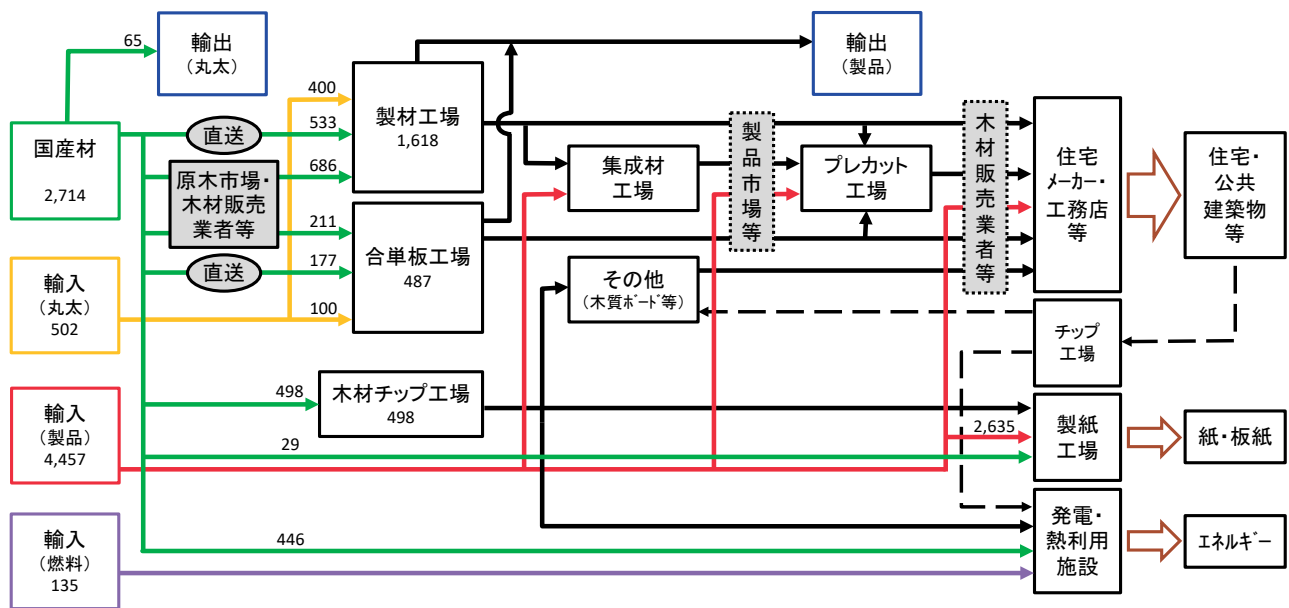 65
輸出
（丸太）
輸出
（製品）
国産材
2,714
直送
原木市場・
木材販売
業者等
直送
400
533
686
211
177
100
製材工場
1,618
合単板工場
487
集成材
工場
製品市場等
プレカット
工場
木材販売業者等
住宅
メーカー・
工務店
等
住宅・
公共
建築物
等
その他
（木質ﾎﾞｰﾄﾞ等）
チップ
工場
輸入
（丸太）
502
498
木材チップ工場
498
輸入
（製品）
4,457
29
2,635
製紙
工場
紙・板紙
輸入
（燃料）
135
446
発電・
熱利用
施設
ｴﾈﾙｷﾞｰ